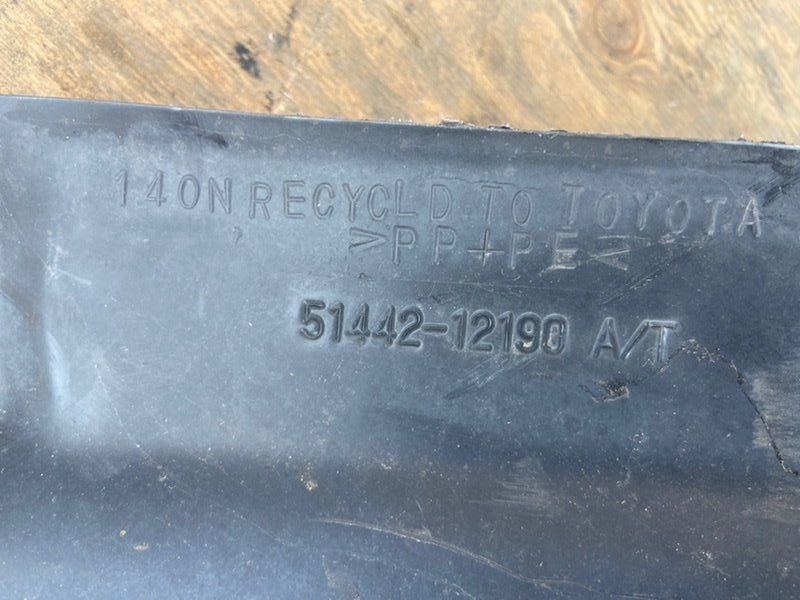 140N RECYCLD TO TOYOTA
>PP+PE<
51442-12190 A/T